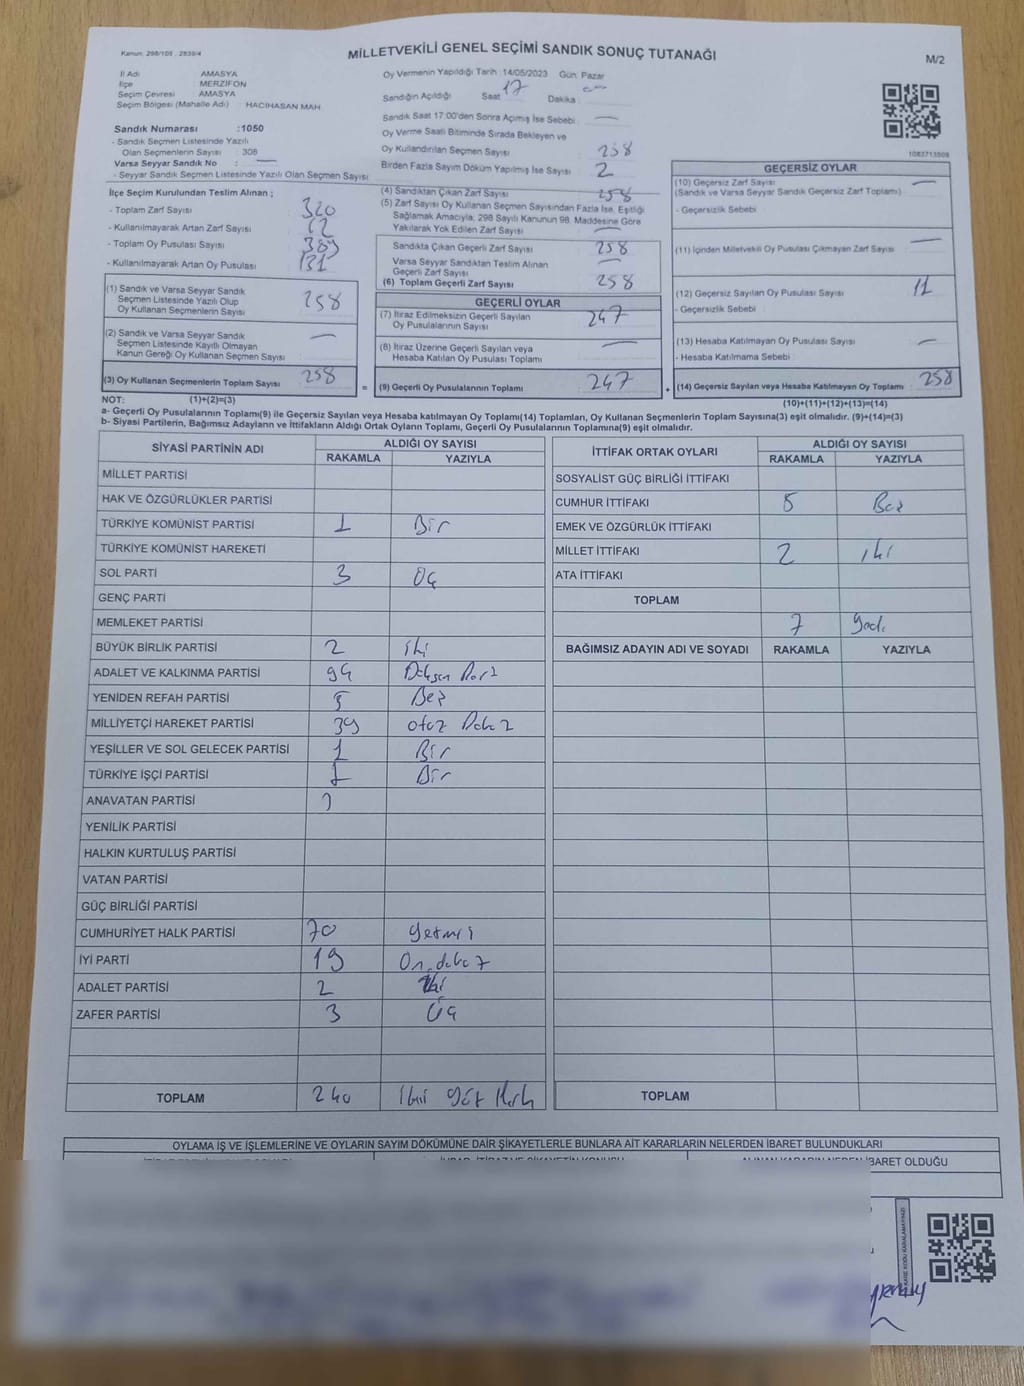 Kanun: 298/105 , 2839/4
MİLLETVEKİLİ GENEL SEÇİMİ SANDIK SONUÇ TUTANAĞI
M/2
İl Adı AMASYA
İlçe MERZİFON
Seçim Çevresi AMASYA
Seçim Bölgesi (Mahalle Adı) : HACIHASAN MAH
Sandık Numarası :1050
- Sandık Seçmen Listesinde Yazılı
Olan Seçmenlerin Sayısı : 308
Varsa Seyyar Sandık No : —
- Seyyar Sandık Seçmen Listesinde Yazılı Olan Seçmen Sayısı
Oy Vermenin Yapıldığı Tarih :14/05/2023 Gün: Pazar
Sandığın Açıldığı Saat 17 Dakika : —
Sandık Saat 17:00'den Sonra Açılmış İse Sebebi : —
Oy Verme Saati Bitiminde Sırada Bekleyen ve
Oy Kullandırılan Seçmen Sayısı : 258
Birden Fazla Sayım Döküm Yapılmış İse Sayısı : 2
1082713509
İlçe Seçim Kurulundan Teslim Alınan ;
- Toplam Zarf Sayısı : 320
- Kullanılmayarak Artan Zarf Sayısı : 62
- Toplam Oy Pusulası Sayısı : 389
- Kullanılmayarak Artan Oy Pusulası : 131
(1) Sandık ve Varsa Seyyar Sandık
Seçmen Listesinde Yazılı Olup
Oy Kullanan Seçmenlerin Sayısı : 258
(2) Sandık ve Varsa Seyyar Sandık
Seçmen Listesinde Kayıtlı Olmayan
Kanun Gereği Oy Kullanan Seçmen Sayısı : —
(3) Oy Kullanan Seçmenlerin Toplam Sayısı : 258
(4) Sandıktan Çıkan Zarf Sayısı 258
(5) Zarf Sayısı Oy Kullanan Seçmen Sayısından Fazla İse, Eşitliği
Sağlamak Amacıyla; 298 Sayılı Kanunun 98. Maddesine Göre
Yakılarak Yok Edilen Zarf Sayısı : —
Sandıkta Çıkan Geçerli Zarf Sayısı : 258
Varsa Seyyar Sandıktan Teslim Alınan
Geçerli Zarf Sayısı : —
(6) Toplam Geçerli Zarf Sayısı : 258
GEÇERLİ OYLAR
(7) İtiraz Edilmeksizin Geçerli Sayılan
Oy Pusulalarının Sayısı : 247
(8) İtiraz Üzerine Geçerli Sayılan veya
Hesaba Katılan Oy Pusulası Toplamı : —
= (9) Geçerli Oy Pusulalarının Toplamı : 247
GEÇERSİZ OYLAR
(10) Geçersiz Zarf Sayısı : —
(Sandık ve Varsa Seyyar Sandık Geçersiz Zarf Toplamı)
- Geçersizlik Sebebi :
(11) İçinden Milletvekili Oy Pusulası Çıkmayan Zarf Sayısı : —
(12) Geçersiz Sayılan Oy Pusulası Sayısı : 11
- Geçersizlik Sebebi :
(13) Hesaba Katılmayan Oy Pusulası Sayısı : —
- Hesaba Katılmama Sebebi :
+ (14) Geçersiz Sayılan veya Hesaba Katılmayan Oy Toplamı : 258
NOT: (1)+(2)=(3) (10)+(11)+(12)+(13)=(14)
a- Geçerli Oy Pusulalarının Toplamı(9) ile Geçersiz Sayılan veya Hesaba katılmayan Oy Toplamı(14) Toplamları, Oy Kullanan Seçmenlerin Toplam Sayısına(3) eşit olmalıdır. (9)+(14)=(3)
b- Siyasi Partilerin, Bağımsız Adayların ve İttifakların Aldığı Ortak Oyların Toplamı, Geçerli Oy Pusulalarının Toplamına(9) eşit olmalıdır.
SİYASİ PARTİNİN ADI ALDIĞI OY SAYISI
RAKAMLA YAZIYLA
MİLLET PARTİSİ
HAK VE ÖZGÜRLÜKLER PARTİSİ
TÜRKİYE KOMÜNİST PARTİSİ 1 Bir
TÜRKİYE KOMÜNİST HAREKETİ
SOL PARTİ 3 Üç
GENÇ PARTİ
MEMLEKET PARTİSİ
BÜYÜK BİRLİK PARTİSİ 2 iki
ADALET VE KALKINMA PARTİSİ 94 Doksan Dört
YENİDEN REFAH PARTİSİ 5 Beş
MİLLİYETÇİ HAREKET PARTİSİ 39 otuz Dokuz
YEŞİLLER VE SOL GELECEK PARTİSİ 1 Bir
TÜRKİYE İŞÇİ PARTİSİ 1 Bir
ANAVATAN PARTİSİ
YENİLİK PARTİSİ
HALKIN KURTULUŞ PARTİSİ
VATAN PARTİSİ
GÜÇ BİRLİĞİ PARTİSİ
CUMHURİYET HALK PARTİSİ 70 yetmiş
İYİ PARTİ 19 On dokuz
ADALET PARTİSİ 2 iki
ZAFER PARTİSİ 3 Üç
TOPLAM 240 iki yüz kırk
İTTİFAK ORTAK OYLARI ALDIĞI OY SAYISI
RAKAMLA YAZIYLA
SOSYALİST GÜÇ BİRLİĞİ İTTİFAKI
CUMHUR İTTİFAKI 5 Beş
EMEK VE ÖZGÜRLÜK İTTİFAKI
MİLLET İTTİFAKI 2 iki
ATA İTTİFAKI
TOPLAM
7 yedi
BAĞIMSIZ ADAYIN ADI VE SOYADI RAKAMLA YAZIYLA
TOPLAM
OYLAMA İŞ VE İŞLEMLERİNE VE OYLARIN SAYIM DÖKÜMÜNE DAİR ŞİKAYETLERLE BUNLARA AİT KARARLARIN NELERDEN İBARET BULUNDUKLARI
İBARET OLDUĞU